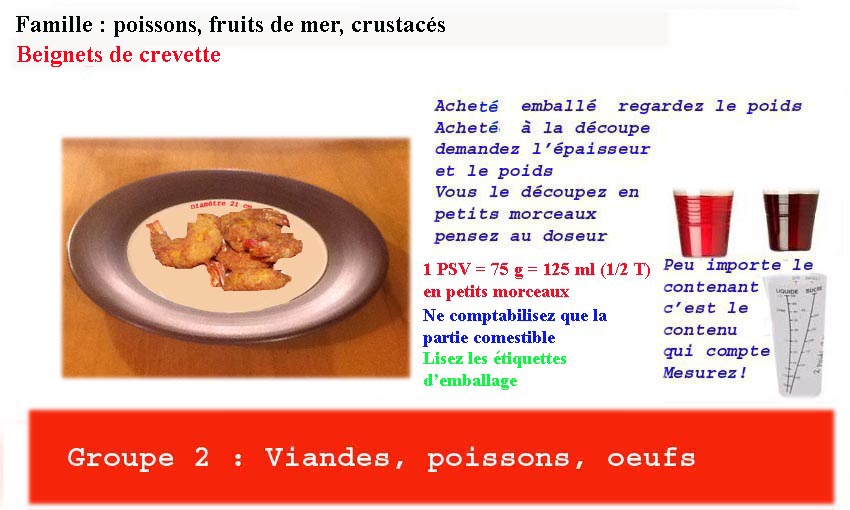 Famille : poissons, fruits de mer, crustacés
Beignets de crevette
Diamètre 21 cm
Acheté emballé regardez le poids
Acheté à la découpe
demandez l'épaisseur
et le poids
Vous le découpez en
petits morceaux
pensez au doseur
1 PSV = 75 g = 125 ml (1/2 T)
en petits morceaux
Ne comptabilisez que la
partie comestible
Lisez les étiquettes
d'emballage
Peu importe le
contenant
c'est le
contenu
qui compte
Mesurez!
LIQUIDE SUCRE
Groupe 2 : Viandes, poissons, oeufs